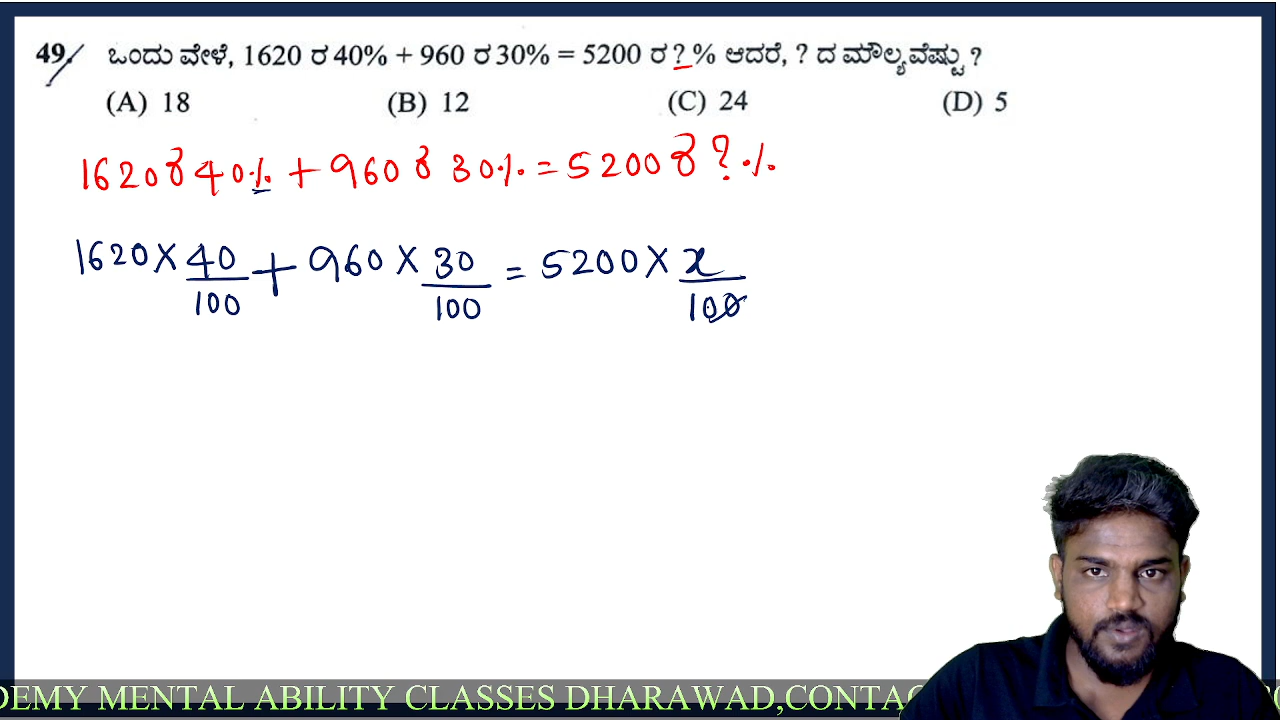 49. ಒಂದು ವೇಳೆ, 1620 ರ 40% + 960 ರ 30% = 5200 ರ ? % ಆದರೆ, ? ದ ಮೌಲ್ಯವೆಷ್ಟು ?
(A) 18 (B) 12 (C) 24 (D) 5
1620 ರ 40% + 960 ರ 30% = 5200 ರ ? %
1620 × 40/100 + 960 × 30/100 = 5200 × x/100
DEMY MENTAL ABILITY CLASSES DHARAWAD,CONTAC